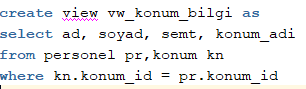 create view vw_konum_bilgi as
select ad, soyad, semt, konum_adi
from personel pr,konum kn
where kn.konum_id = pr.konum_id